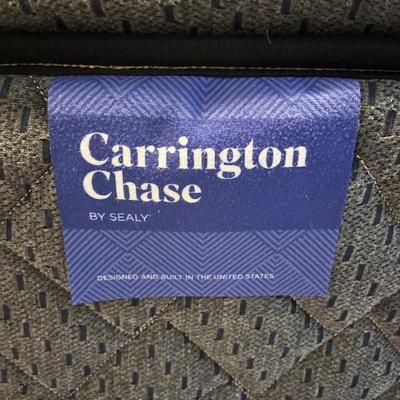 Carrington
Chase
BY SEALY
DESIGNED AND BUILT IN THE UNITED STATES